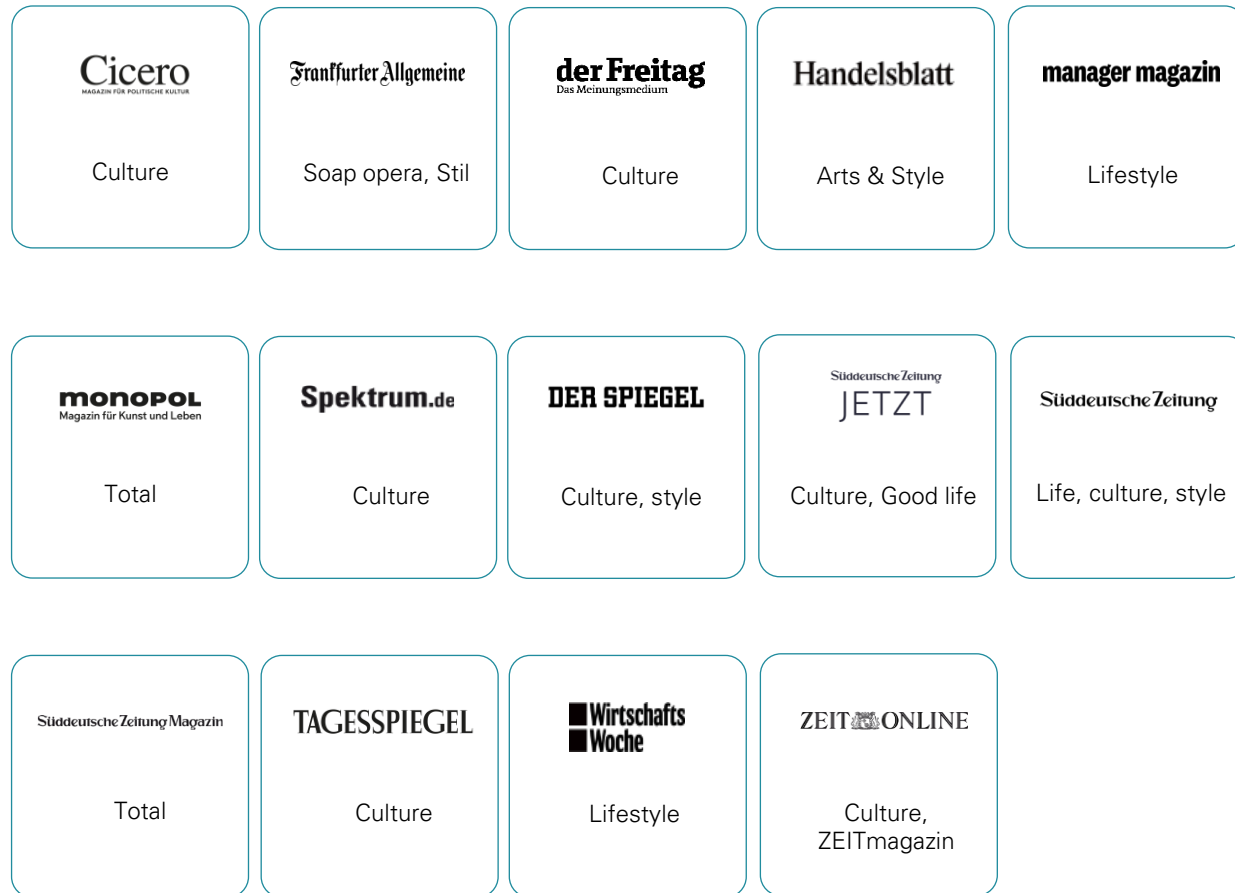 Cicero
MAGAZIN FÜR POLITISCHE KULTUR
Culture
Frankfurter Allgemeine
Soap opera, Stil
der Freitag
Das Meinungsmedium
Culture
Handelsblatt
Arts & Style
manager magazin
Lifestyle
monopol
Magazin für Kunst und Leben
Total
Spektrum.de
Culture
DER SPIEGEL
Culture, style
Süddeutsche Zeitung
JETZT
Culture, Good life
Süddeutsche Zeitung
Life, culture, style
Süddeutsche Zeitung Magazin
Total
TAGESSPIEGEL
Culture
Wirtschafts
Woche
Lifestyle
ZEIT ONLINE
Culture,
ZEITmagazin